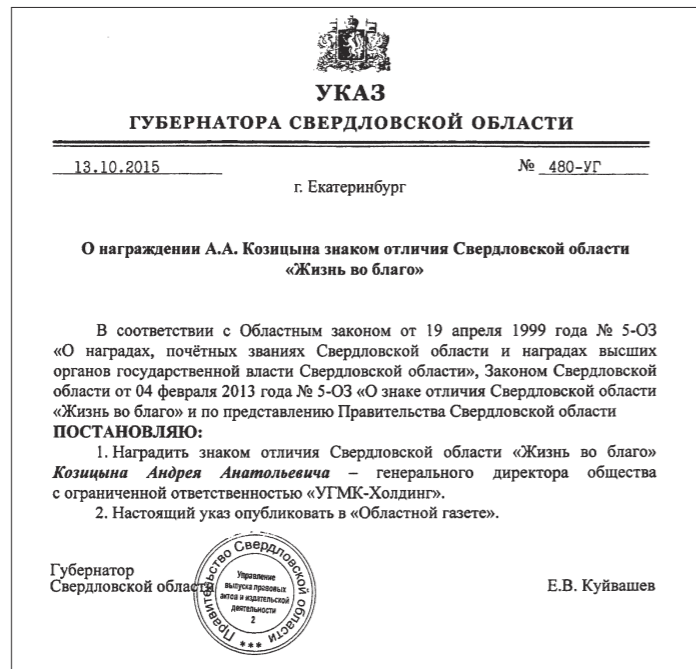 УКАЗ
ГУБЕРНАТОРА СВЕРДЛОВСКОЙ ОБЛАСТИ
13.10.2015 № 480-УГ
г. Екатеринбург
О награждении А.А. Козицына знаком отличия Свердловской области
«Жизнь во благо»
В соответствии с Областным законом от 19 апреля 1999 года № 5-ОЗ
«О наградах, почётных званиях Свердловской области и наградах высших
органов государственной власти Свердловской области», Законом Свердловской
области от 04 февраля 2013 года № 5-ОЗ «О знаке отличия Свердловской области
«Жизнь во благо» и по представлению Правительства Свердловской области
ПОСТАНОВЛЯЮ:
1. Наградить знаком отличия Свердловской области «Жизнь во благо»
Козицына Андрея Анатольевича – генерального директора общества
с ограниченной ответственностью «УГМК-Холдинг».
2. Настоящий указ опубликовать в «Областной газете».
Губернатор
Свердловской области Е.В. Куйвашев
Правительство Свердловской области ***
Управление
выпуска правовых
актов и издательской
деятельности
2